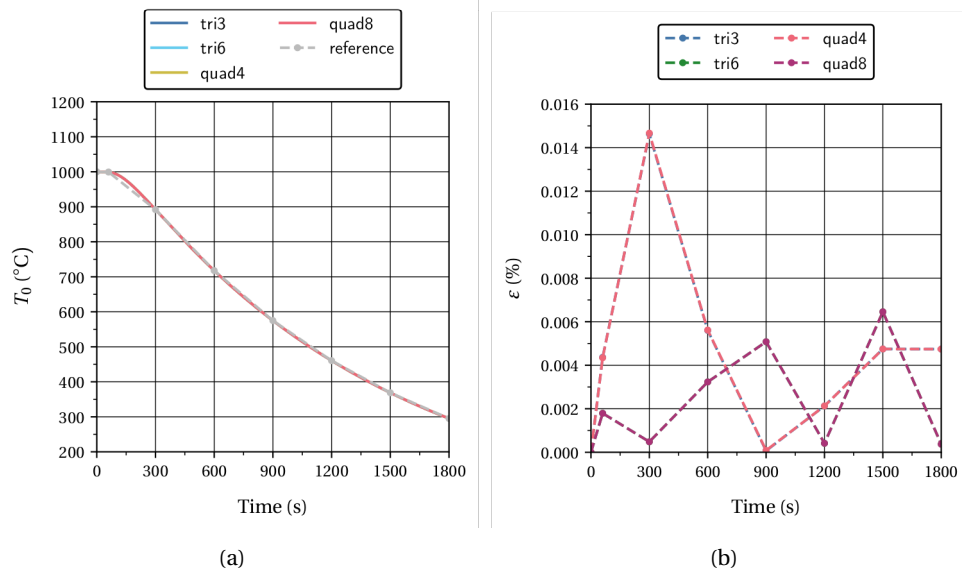 tri3
quad8
tri6
reference
quad4
1200
1100
1000
900
800
700
600
500
400
300
200
T0 (°C)
0 300 600 900 1200 1500 1800
Time (s)
(a)
tri3
quad4
tri6
quad8
0.016
0.014
0.012
0.010
0.008
0.006
0.004
0.002
0.000
ε (%)
0 300 600 900 1200 1500 1800
Time (s)
(b)